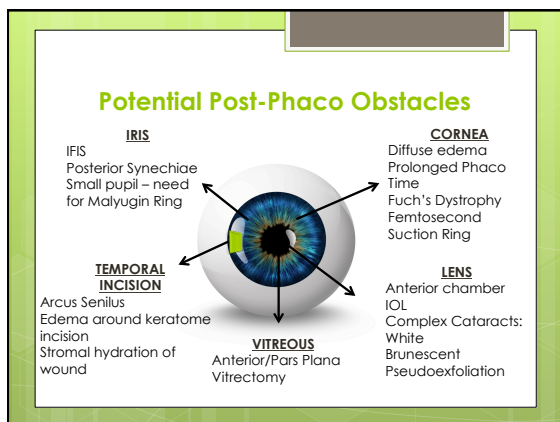 Potential Post-Phaco Obstacles
IRIS
IFIS
Posterior Synechiae
Small pupil – need
for Malyugin Ring
CORNEA
Diffuse edema
Prolonged Phaco
Time
Fuch's Dystrophy
Femtosecond
Suction Ring
TEMPORAL
INCISION
Arcus Senilus
Edema around keratome
incision
Stromal hydration of
wound
VITREOUS
Anterior/Pars Plana
Vitrectomy
LENS
Anterior chamber
IOL
Complex Cataracts:
White
Brunescent
Pseudoexfoliation